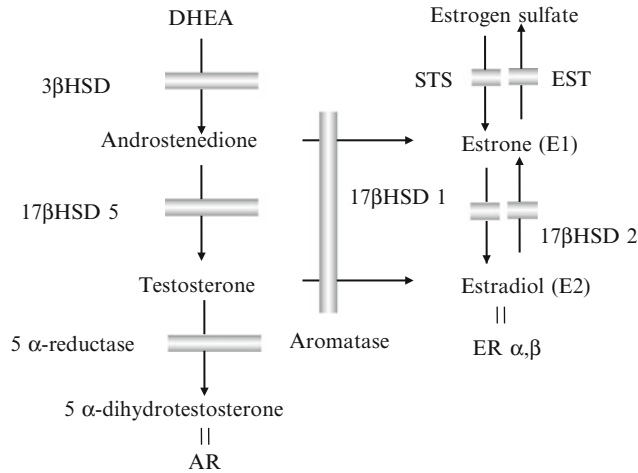 DHEA
Estrogen sulfate
3βHSD
STS
EST
Androstenedione
Estrone (E1)
17βHSD 5
17βHSD 1
17βHSD 2
Testosterone
Estradiol (E2)
5 α-reductase
Aromatase
ER α,β
5 α-dihydrotestosterone
AR